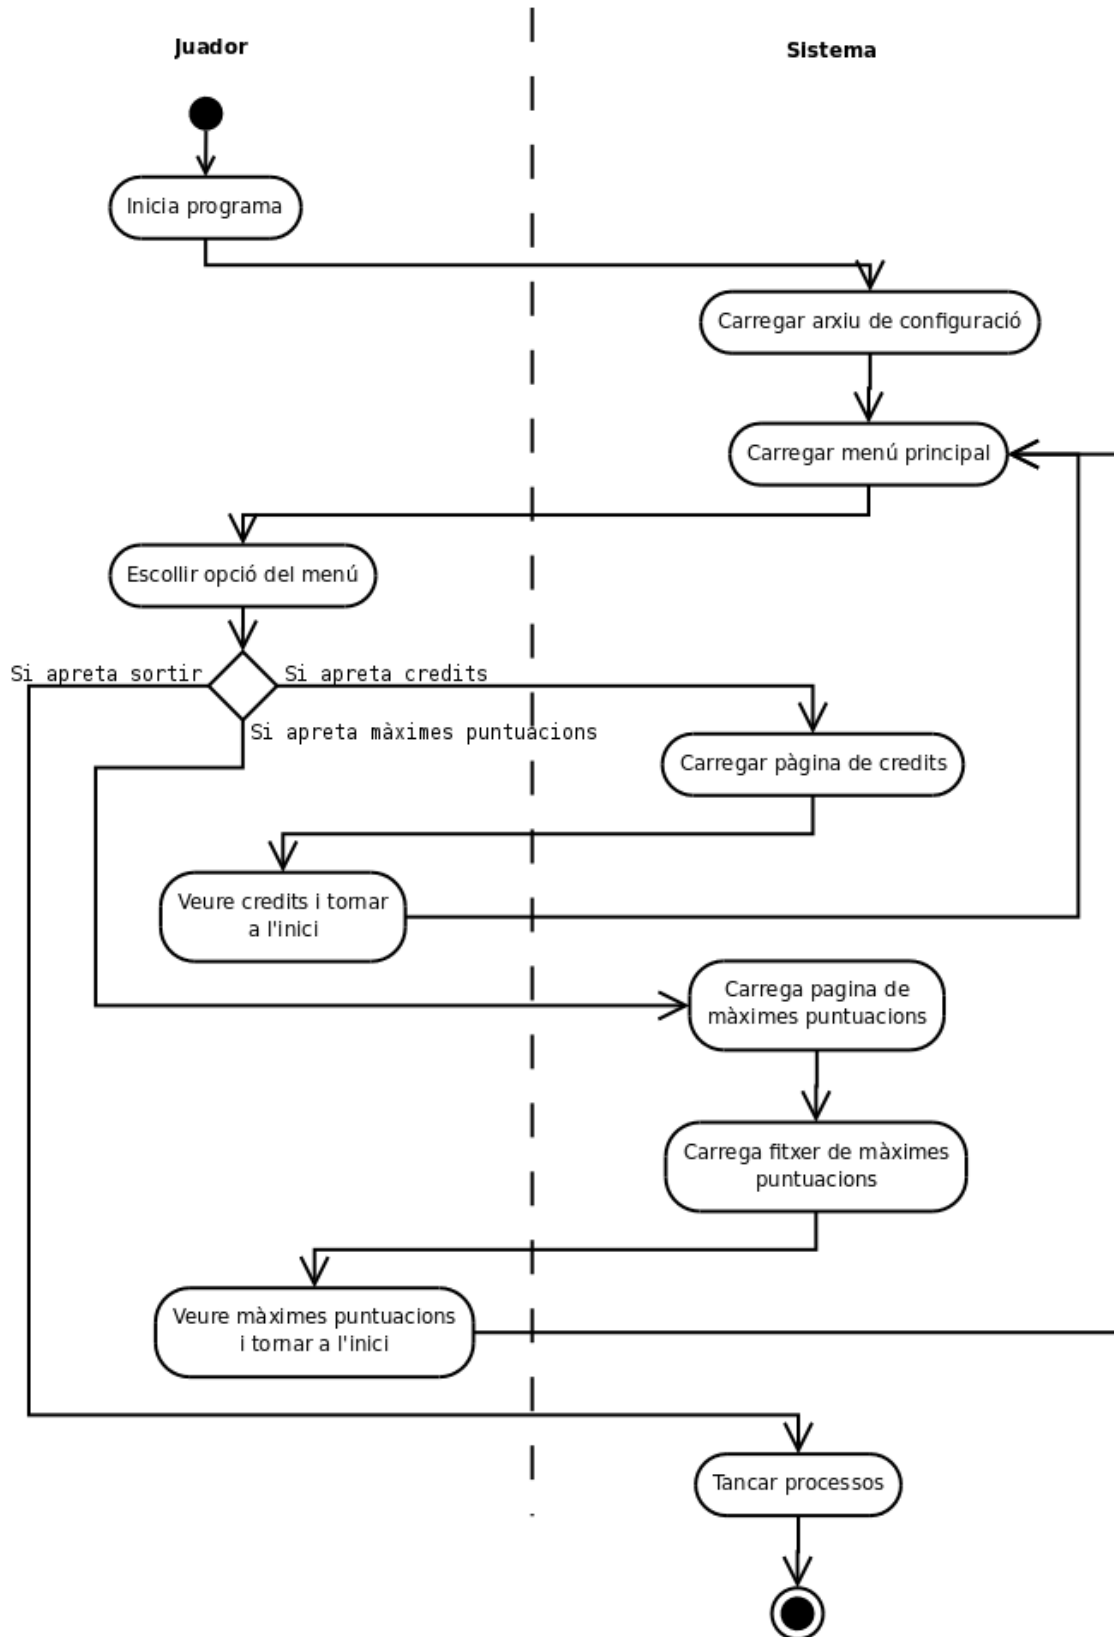 Juador
Sistema
Inicia programa
Carregar arxiu de configuració
Carregar menú principal
Escollir opció del menú
Si apreta sortir
Si apreta credits
Si apreta màximes puntuacions
Carregar pàgina de credits
Veure credits i tornar
a l'inici
Carrega pagina de
màximes puntuacions
Carrega fitxer de màximes
puntuacions
Veure màximes puntuacions
i tornar a l'inici
Tancar processos